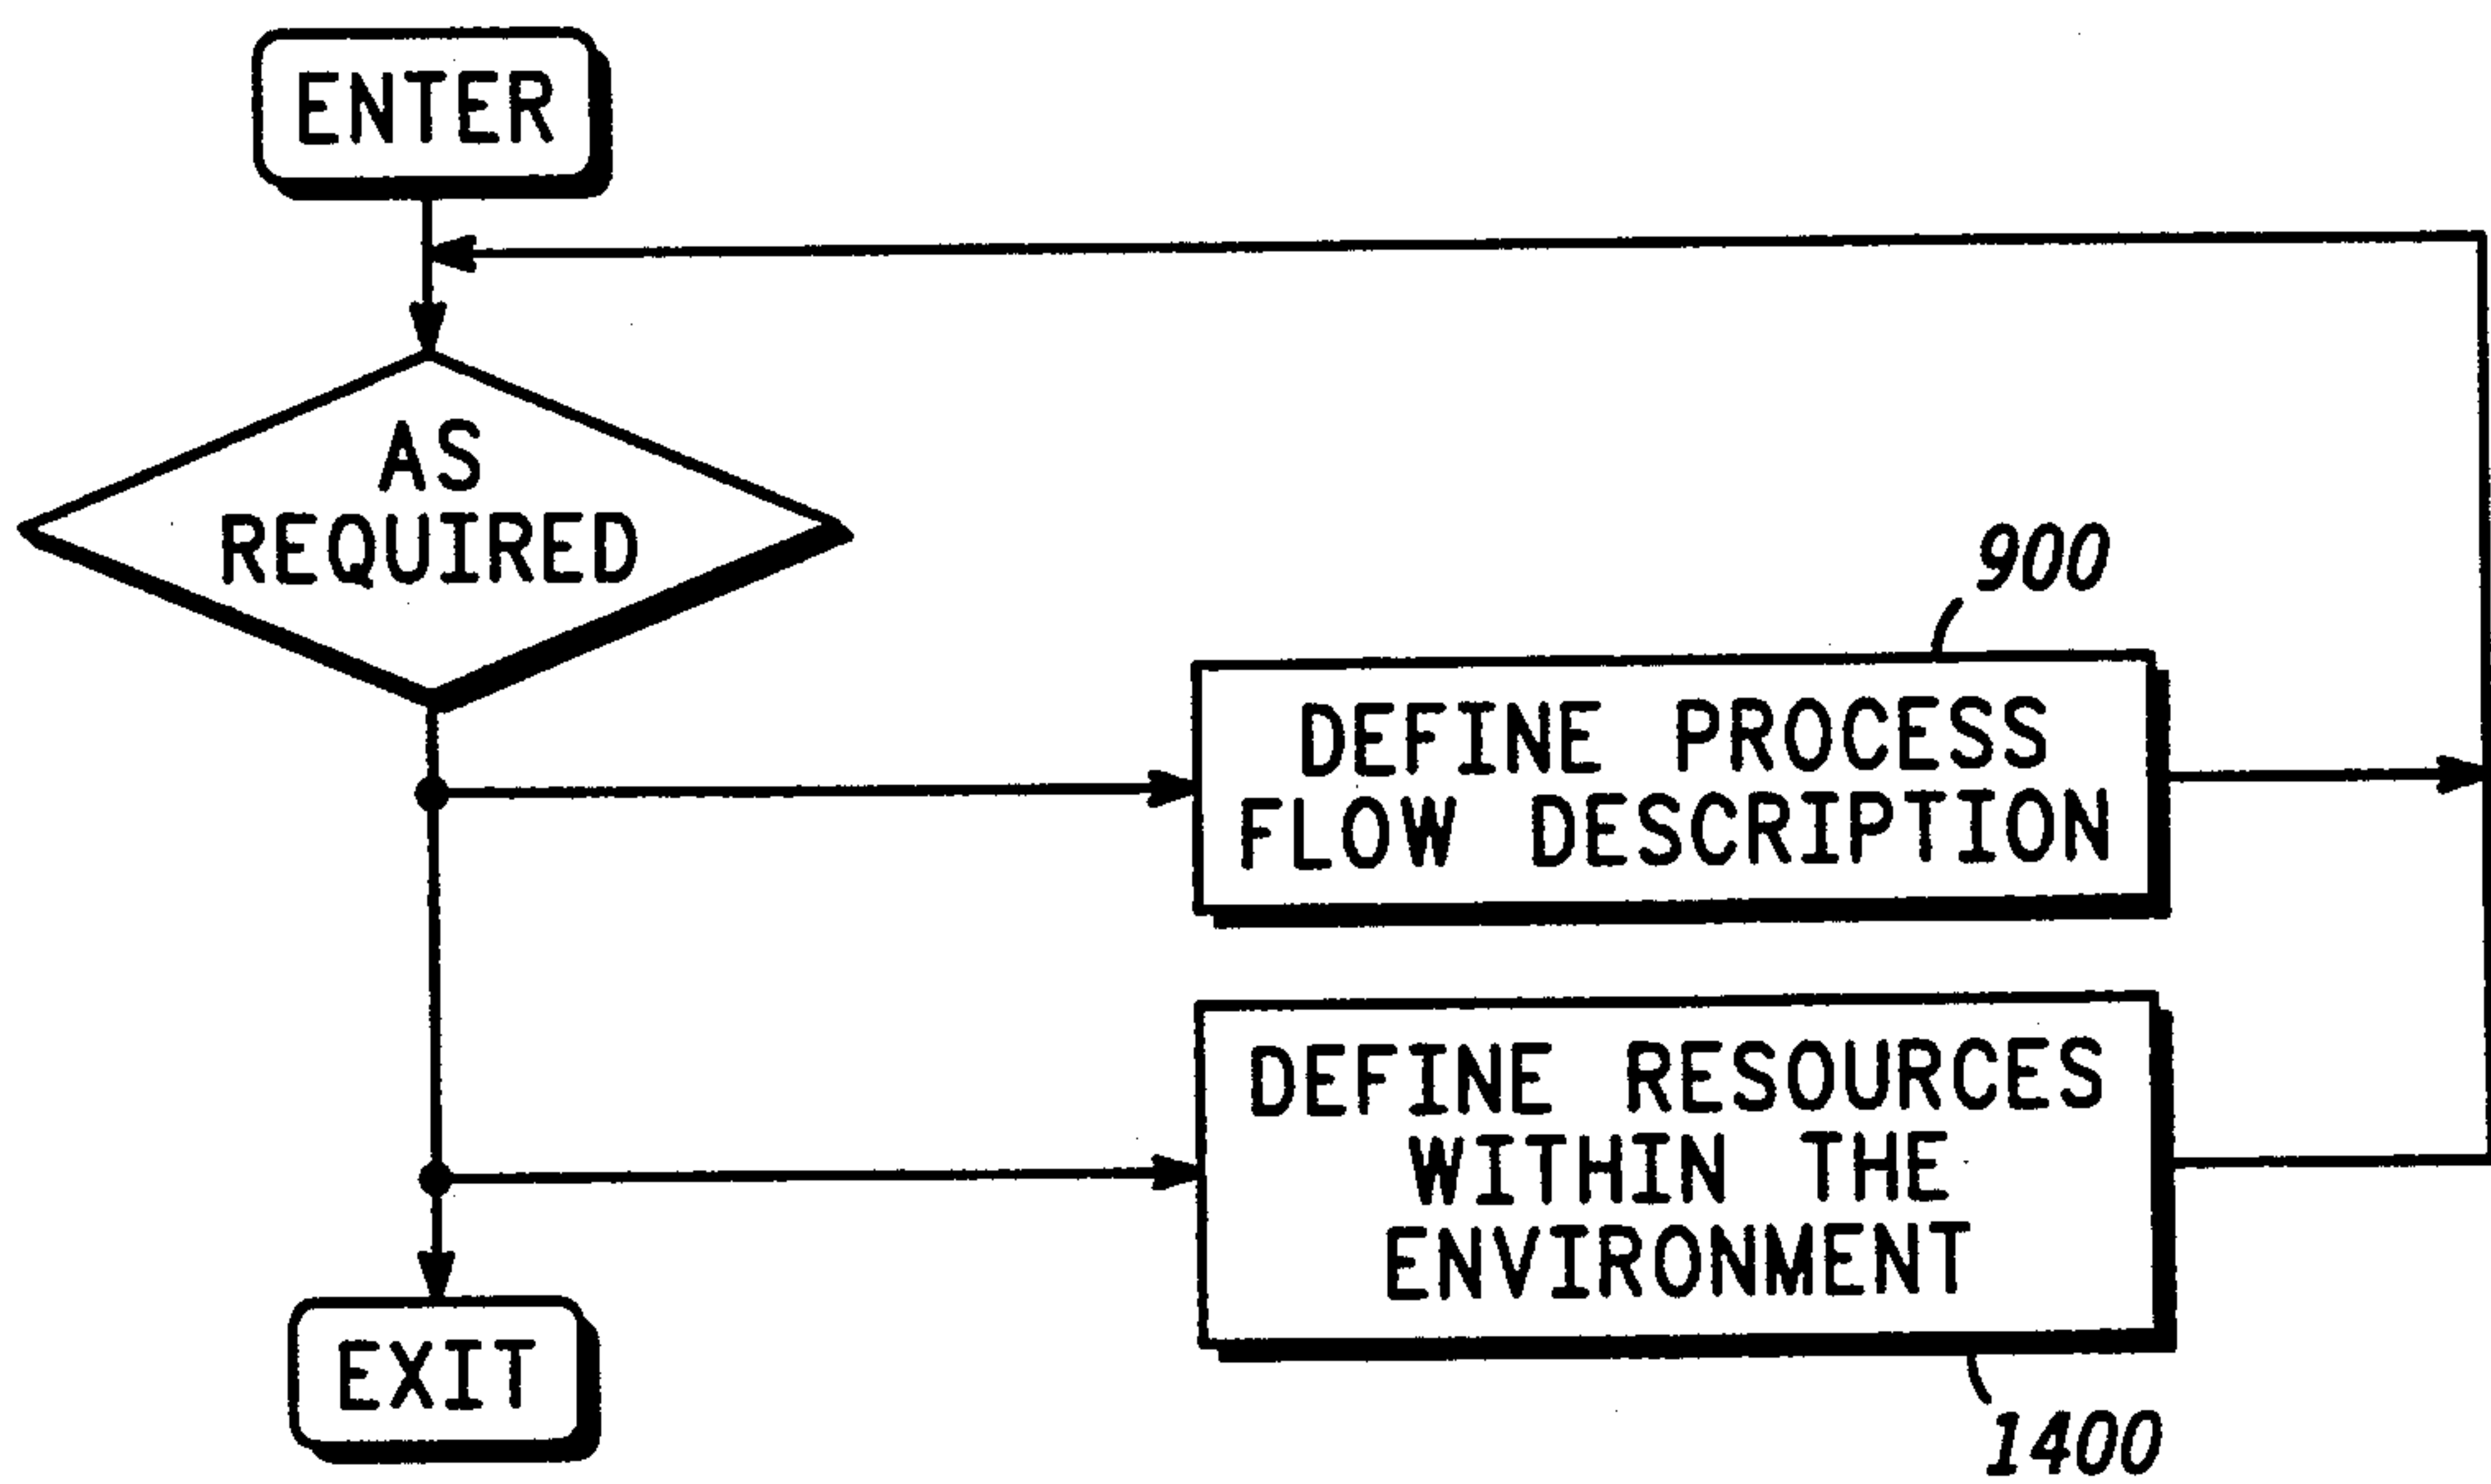 ENTER
AS
REQUIRED
900
DEFINE PROCESS
FLOW DESCRIPTION
DEFINE RESOURCES
WITHIN THE
ENVIRONMENT
EXIT
1400